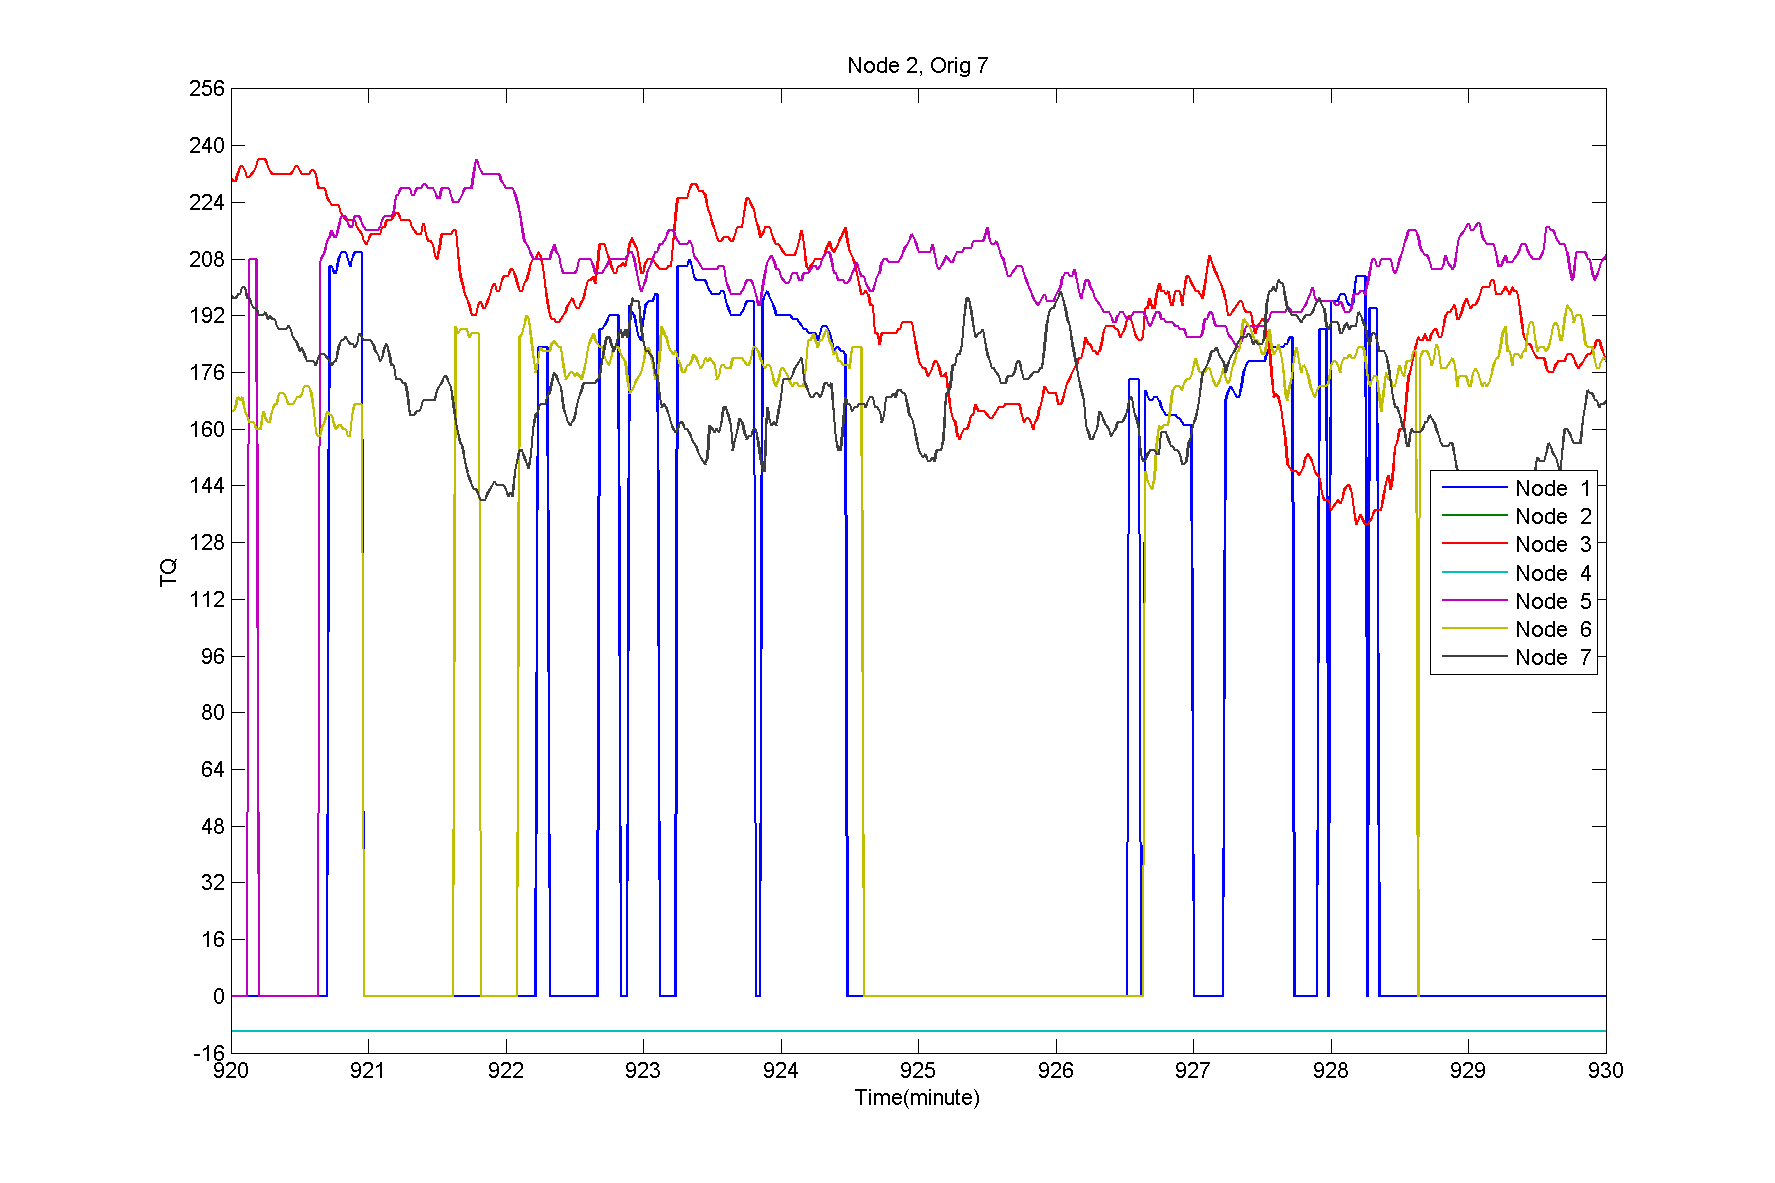 Node 2, Orig 7
256
240
224
208
192
176
160
144
128
112
96
80
64
48
32
16
0
-16
TQ
Node 1
Node 2
Node 3
Node 4
Node 5
Node 6
Node 7
920 921 922 923 924 925 926 927 928 929 930
Time(minute)